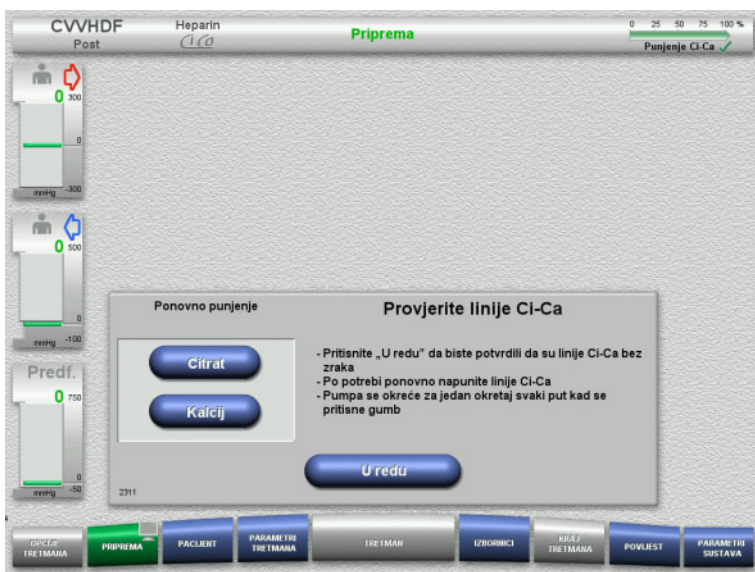 CVVHDF
Post
Heparin
Ci Ca
Priprema
0 25 50 75 100 %
Punjenje Ci-Ca
0 300
0
mmHg -300
0 500
0
mmHg -100
Predf.
0 750
0
mmHg -50
Ponovno punjenje
Citrat
Kalcij
Provjerite linije Ci-Ca
- Pritisnite „U redu” da biste potvrdili da su linije Ci-Ca bez
zraka
- Po potrebi ponovno napunite linije Ci-Ca
- Pumpa se okreće za jedan okretaj svaki put kad se
pritisne gumb
U redu
2311
OPCIJE
TRETMANA
PRIPREMA
PACIJENT
PARAMETRI
TRETMANA
TRETMAN
IZBORNICI
KRAJ
TRETMANA
POVIJEST
PARAMETRI
SUSTAVA